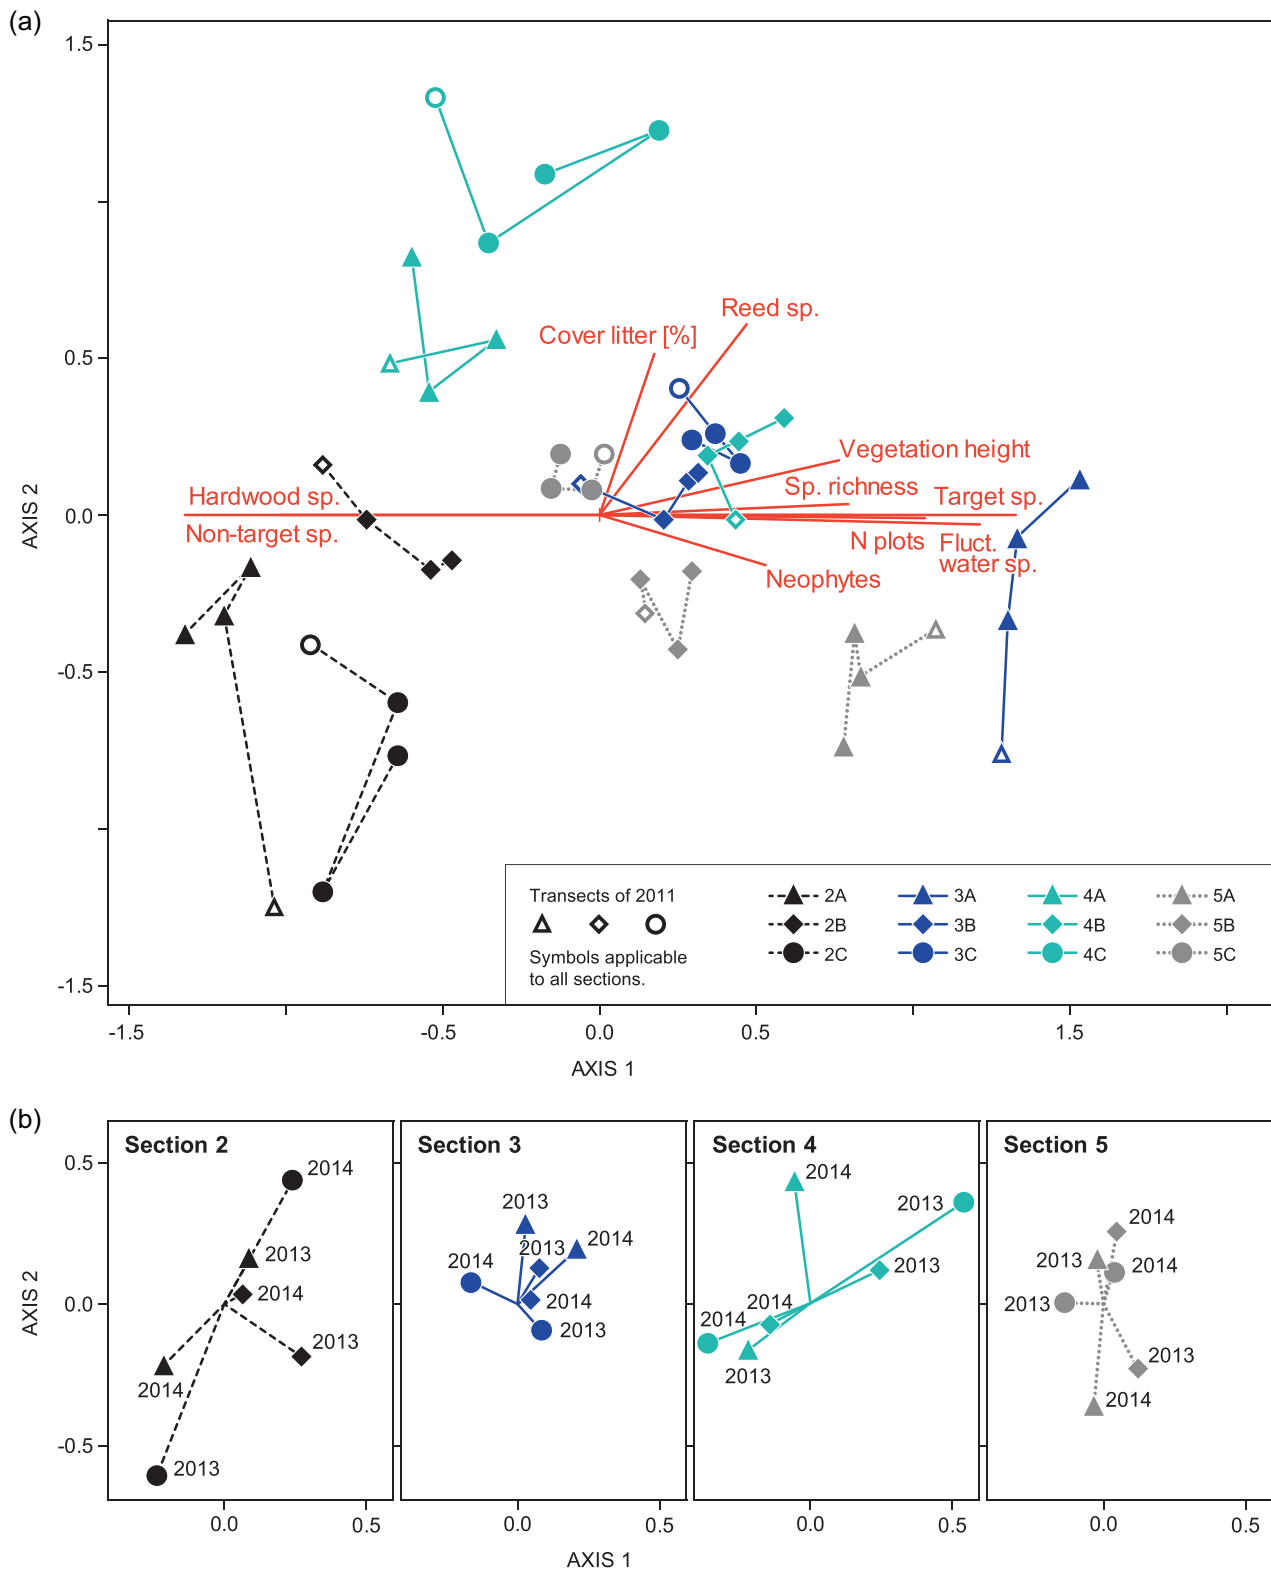 (a)
1.5
0.5
0.0
-0.5
-1.5
AXIS 2
Reed sp.
Cover litter [%]
Vegetation height
Sp. richness
Target sp.
Hardwood sp.
Non-target sp.
N plots
Fluct.
water sp.
Neophytes
Transects of 2011
Symbols applicable
to all sections.
2A
3A
4A
5A
2B
3B
4B
5B
2C
3C
4C
5C
-1.5
-0.5
0.0
0.5
1.5
AXIS 1
(b)
0.5
0.0
-0.5
AXIS 2
Section 2
2014
2013
2014
2013
2014
2013
0.0
0.5
Section 3
2013
2013
2014
2014
2014
2013
0.0
0.5
Section 4
2014
2013
2013
2014
2014
2013
0.0
0.5
Section 5
2014
2013
2014
2013
2013
2014
0.0
0.5
AXIS 1